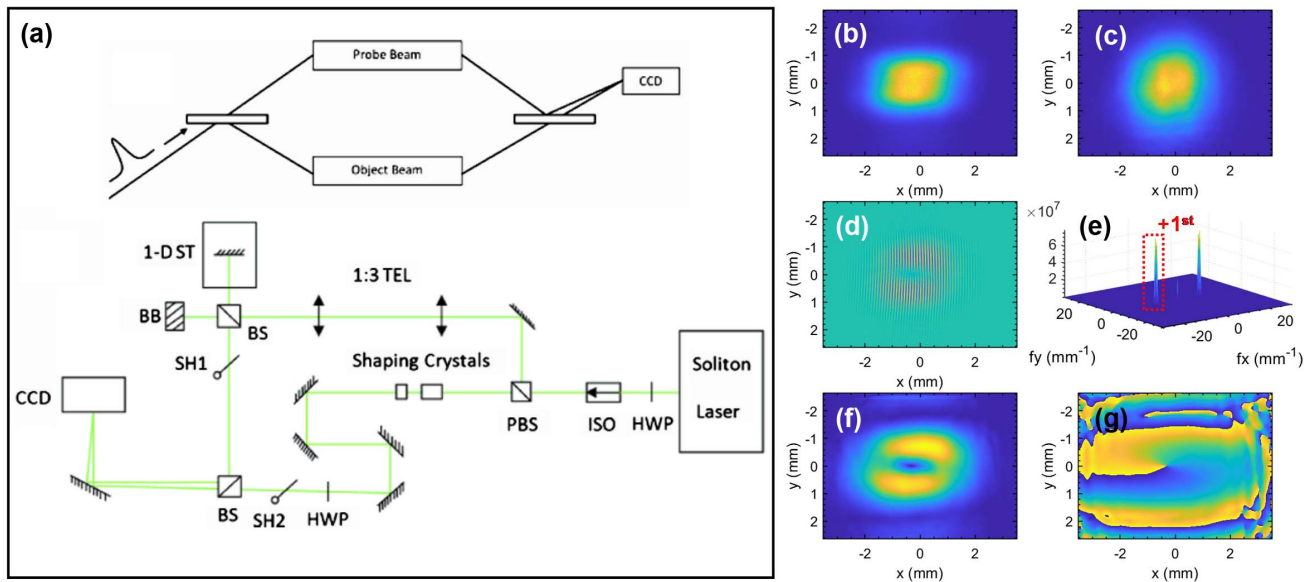 (a)
Probe Beam
CCD
Object Beam
1-D ST
1:3 TEL
BB
BS
SH1
Shaping Crystals
Soliton
Laser
CCD
PBS
ISO
HWP
BS
SH2
HWP
(b)
-2
-1
0
1
2
y (mm)
-2
0
2
x (mm)
(c)
-2
-1
0
1
2
y (mm)
-2
0
2
x (mm)
(d)
-2
-1
0
1
2
y (mm)
-2
0
2
x (mm)
(e)
×10⁷
+1st
6
4
2
20
0
-20
fy (mm⁻¹)
-20
0
20
fx (mm⁻¹)
(f)
-2
-1
0
1
2
y (mm)
-2
0
2
x (mm)
(g)
-2
-1
0
1
2
y (mm)
-2
0
2
x (mm)